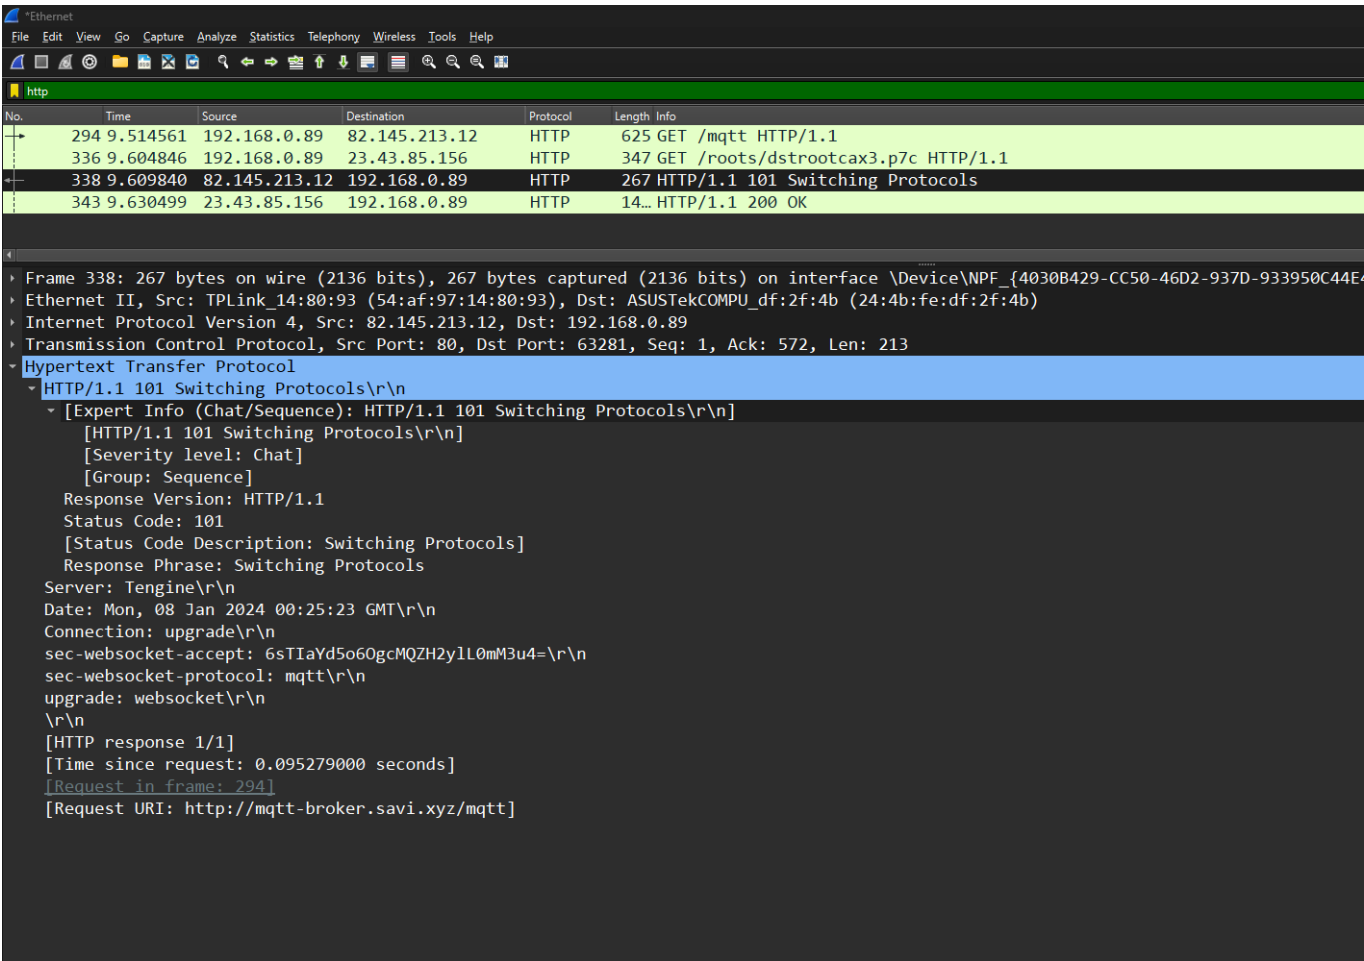 *Ethernet
File Edit View Go Capture Analyze Statistics Telephony Wireless Tools Help
http
No. Time Source Destination Protocol Length Info
294 9.514561 192.168.0.89 82.145.213.12 HTTP 625 GET /mqtt HTTP/1.1
336 9.604846 192.168.0.89 23.43.85.156 HTTP 347 GET /roots/dstrootcax3.p7c HTTP/1.1
338 9.609840 82.145.213.12 192.168.0.89 HTTP 267 HTTP/1.1 101 Switching Protocols
343 9.630499 23.43.85.156 192.168.0.89 HTTP 14… HTTP/1.1 200 OK
Frame 338: 267 bytes on wire (2136 bits), 267 bytes captured (2136 bits) on interface \Device\NPF_{4030B429-CC50-46D2-937D-933950C44E4
Ethernet II, Src: TPLink_14:80:93 (54:af:97:14:80:93), Dst: ASUSTekCOMPU_df:2f:4b (24:4b:fe:df:2f:4b)
Internet Protocol Version 4, Src: 82.145.213.12, Dst: 192.168.0.89
Transmission Control Protocol, Src Port: 80, Dst Port: 63281, Seq: 1, Ack: 572, Len: 213
Hypertext Transfer Protocol
HTTP/1.1 101 Switching Protocols\r\n
[Expert Info (Chat/Sequence): HTTP/1.1 101 Switching Protocols\r\n]
[HTTP/1.1 101 Switching Protocols\r\n]
[Severity level: Chat]
[Group: Sequence]
Response Version: HTTP/1.1
Status Code: 101
[Status Code Description: Switching Protocols]
Response Phrase: Switching Protocols
Server: Tengine\r\n
Date: Mon, 08 Jan 2024 00:25:23 GMT\r\n
Connection: upgrade\r\n
sec-websocket-accept: 6sTIaYd5o6OgcMQZH2ylL0mM3u4=\r\n
sec-websocket-protocol: mqtt\r\n
upgrade: websocket\r\n
\r\n
[HTTP response 1/1]
[Time since request: 0.095279000 seconds]
[Request in frame: 294]
[Request URI: http://mqtt-broker.savi.xyz/mqtt]